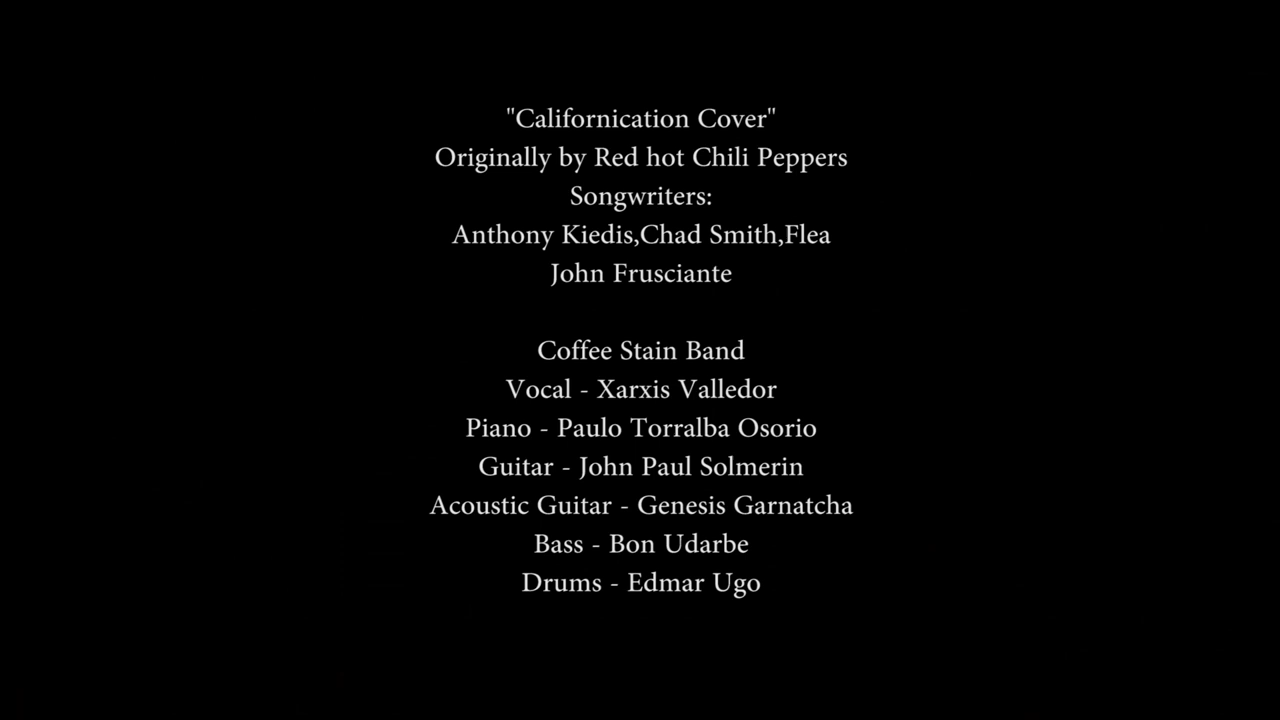 "Californication Cover"
Originally by Red hot Chili Peppers
Songwriters:
Anthony Kiedis,Chad Smith,Flea
John Frusciante
Coffee Stain Band
Vocal - Xarxis Valledor
Piano - Paulo Torralba Osorio
Guitar - John Paul Solmerin
Acoustic Guitar - Genesis Garnatcha
Bass - Bon Udarbe
Drums - Edmar Ugo